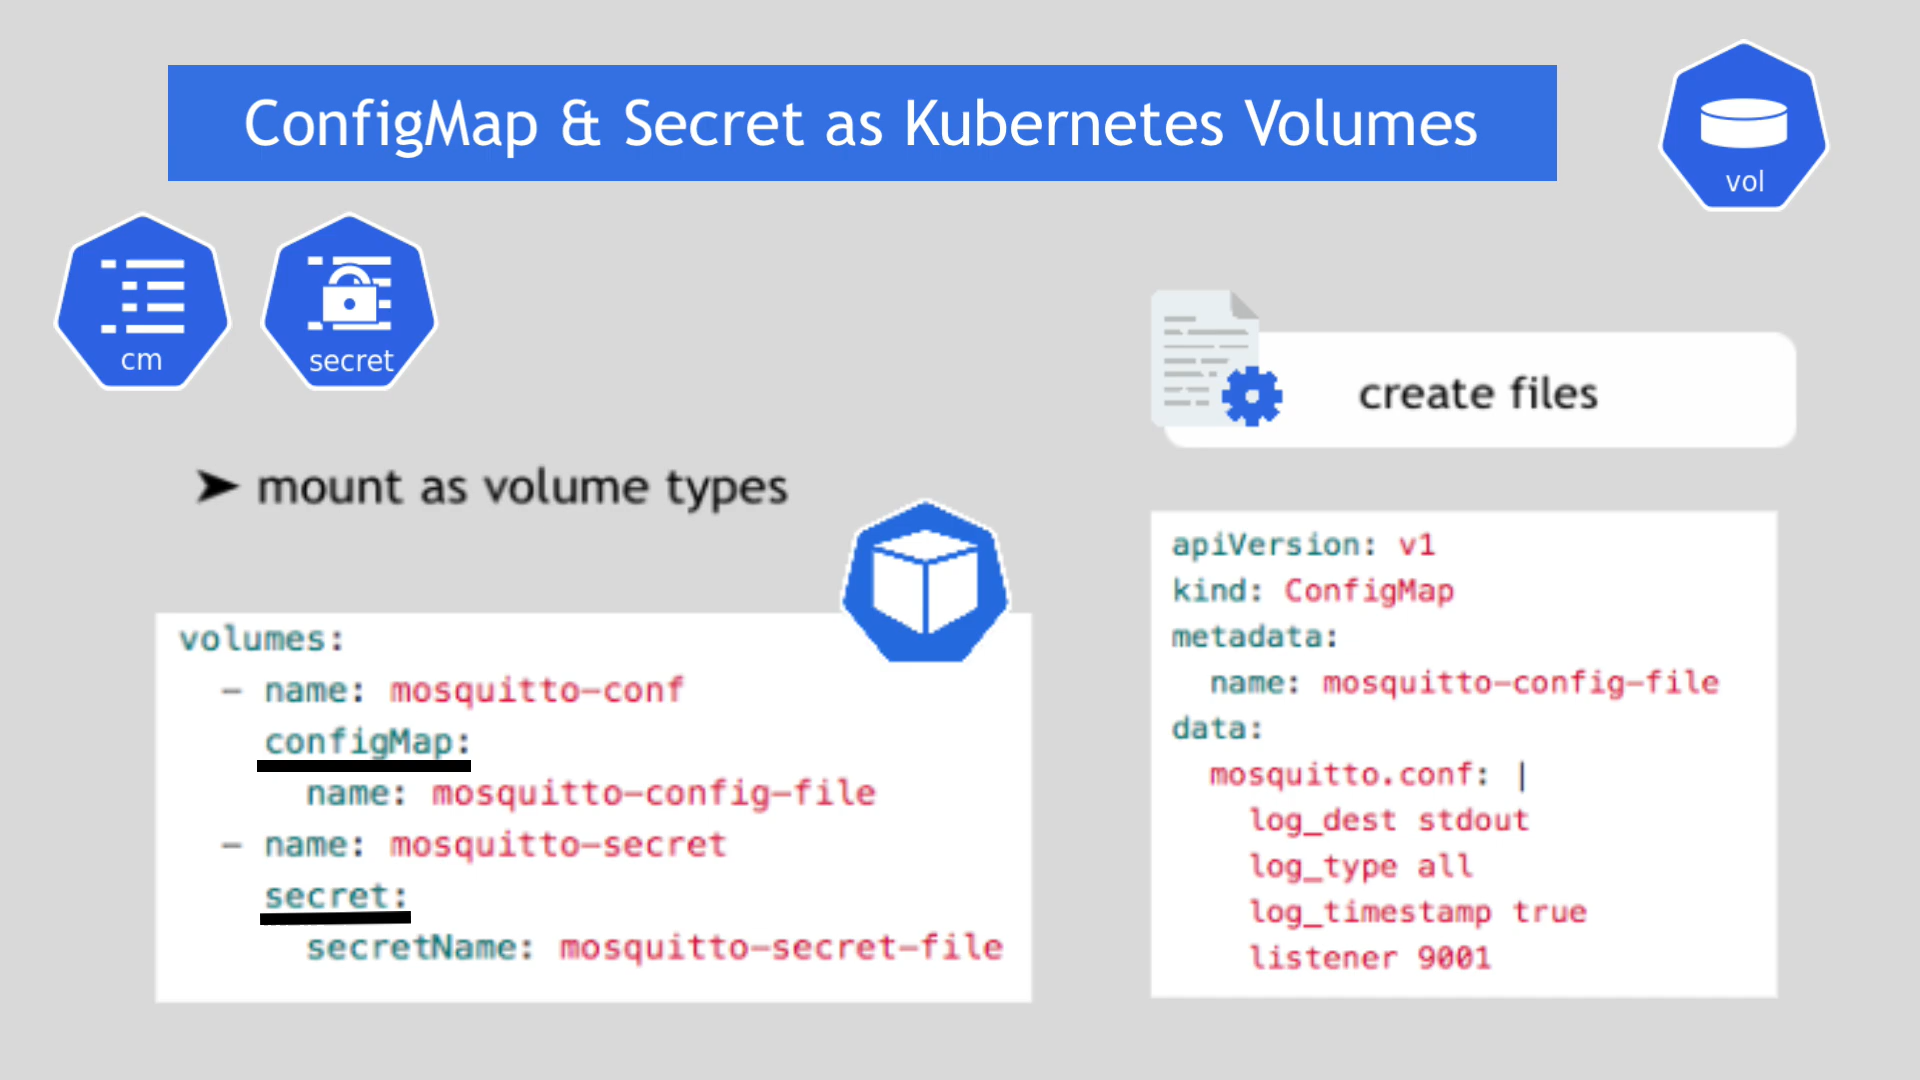 ConfigMap & Secret as Kubernetes Volumes
vol
cm
secret
create files
➤ mount as volume types
volumes:
  – name: mosquitto-conf
    configMap:
      name: mosquitto-config-file
  – name: mosquitto-secret
    secret:
      secretName: mosquitto-secret-file
apiVersion: v1
kind: ConfigMap
metadata:
  name: mosquitto-config-file
data:
  mosquitto.conf: |
    log_dest stdout
    log_type all
    log_timestamp true
    listener 9001